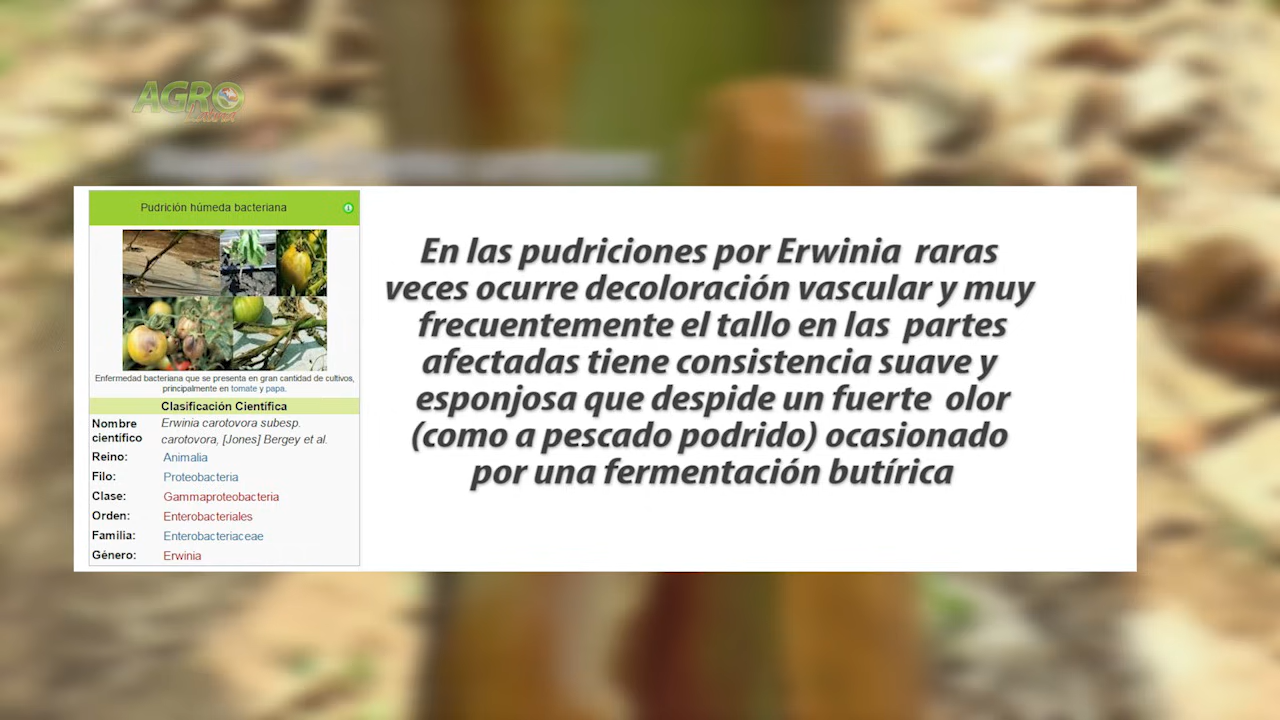 AGRO
Pudrición húmeda bacteriana
Enfermedad bacteriana que se presenta en gran cantidad de cultivos,
principalmente en tomate y papa.
Clasificación Científica
Nombre científico Erwinia carotovora subesp. carotovora, [Jones] Bergey et al.
Reino: Animalia
Filo: Proteobacteria
Clase: Gammaproteobacteria
Orden: Enterobacteriales
Familia: Enterobacteriaceae
Género: Erwinia
En las pudriciones por Erwinia raras
veces ocurre decoloración vascular y muy
frecuentemente el tallo en las partes
afectadas tiene consistencia suave y
esponjosa que despide un fuerte olor
(como a pescado podrido) ocasionado
por una fermentación butírica